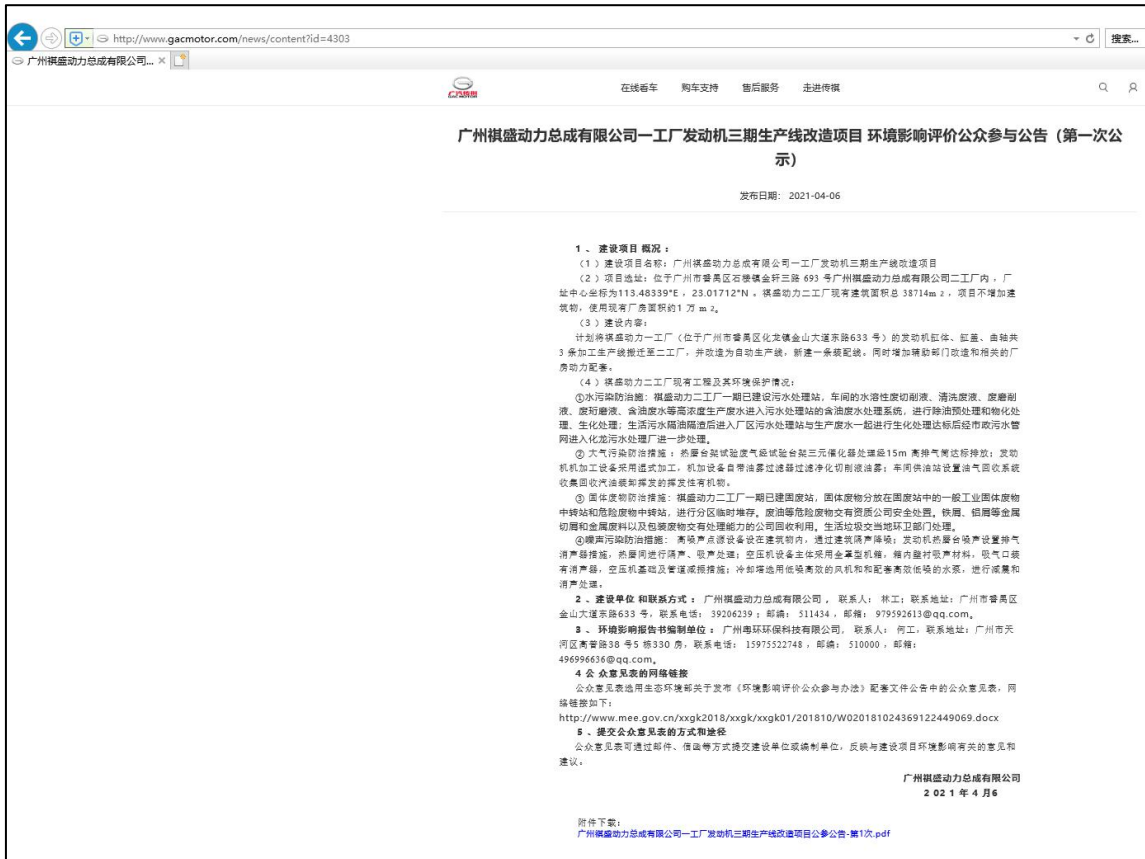 http://www.gacmotor.com/news/content?id=4303
搜索...
广州祺盛动力总成有限公司... ×
广汽传祺
GAC MOTOR
在线看车 购车支持 售后服务 走进传祺
广州祺盛动力总成有限公司一工厂发动机三期生产线改造项目 环境影响评价公众参与公告（第一次公
示）
发布日期： 2021-04-06
1 、 建设项目 概况 ：
（1 ）建设项目名称：广州祺盛动力总成有限公司一工厂发动机三期生产线改造项目
（2 ）项目选址：位于广州市番禺区石楼镇金轩三路 693 号广州祺盛动力总成有限公司二工厂内 ，厂
址中心坐标为113.48339°E ，23.01712°N 。祺盛动力二工厂现有建筑面积总 38714m 2 ，项目不增加建
筑物，使用现有厂房面积约1 万 m 2。
（3 ）建设内容：
计划将祺盛动力一工厂（位于广州市番禺区化龙镇金山大道东路633 号）的发动机缸体、缸盖、曲轴共
3 条加工生产线搬迁至二工厂，并改造为自动生产线，新建一条装配线。同时增加辅助部门改造和相关的厂
房动力配套。
（4 ）祺盛动力二工厂现有工程及其环境保护情况：
①水污染防治施：祺盛动力二工厂一期已建设污水处理站，车间的水溶性废切削液、清洗废液、废磨削
液、废珩磨液、含油废水等高浓度生产废水进入污水处理站的含油废水处理系统，进行除油预处理和物化处
理、生化处理；生活污水隔油隔渣后进入厂区污水处理站与生产废水一起进行生化处理达标后经市政污水管
网进入化龙污水处理厂进一步处理。
② 大气污染防治措施 ：热磨台架试验废气经试验台架三元催化器处理经15m 高排气筒达标排放；发动
机机加工设备采用湿式加工，机加设备自带油雾过滤器过滤净化切削液油雾；车间供油站设置油气回收系统
收集回收汽油装卸挥发的挥发性有机物。
③ 固体废物防治措施：祺盛动力二工厂一期已建固废站，固体废物分放在固废站中的一般工业固体废物
中转站和危险废物中转站，进行分区临时堆存。废油等危险废物交有资质公司安全处置。铁屑、铝屑等金属
切屑和金属废料以及包装废物交有处理能力的公司回收利用。生活垃圾交当地环卫部门处理。
④噪声污染防治措施： 高噪声点源设备设在建筑物内，通过建筑隔声降噪；发动机热磨台噪声设置排气
消声器措施，热磨间进行隔声、吸声处理；空压机设备主体采用全罩型机箱，箱内整衬吸声材料，吸气口装
有消声器，空压机基础及管道减振措施；冷却塔选用低噪高效的风机和和配套高效低噪的水泵，进行减震和
消声处理。
2 、建设单位 和联系方式 ： 广州祺盛动力总成有限公司 ， 联系人： 林工；联系地址：广州市番禺区
金山大道东路633 号，联系电话： 39206239 ；邮编： 511434 ，邮箱： 979592613@qq.com。
3 、 环境影响报告书编制单位 ：广州粤环环保科技有限公司， 联系人： 何工，联系地址：广州市天
河区高普路38 号5 栋330 房，联系电话： 15975522748 ，邮编： 510000 ，邮箱：
496996636@qq.com。
4 公 众意见表的网络链接
公众意见表选用生态环境部关于发布《环境影响评价公众参与办法》配套文件公告中的公众意见表，网
络链接如下：
http://www.mee.gov.cn/xxgk2018/xxgk/xxgk01/201810/W020181024369122449069.docx
5 、提交公众意见表的方式和途径
公众意见表可通过邮件、信函等方式提交建设单位或编制单位，反映与建设项目环境影响有关的意见和
建议。
广州祺盛动力总成有限公司
2 02 1 年 4 月6
附件下载：
广州祺盛动力总成有限公司一工厂发动机三期生产线改造项目公参公告-第1次.pdf